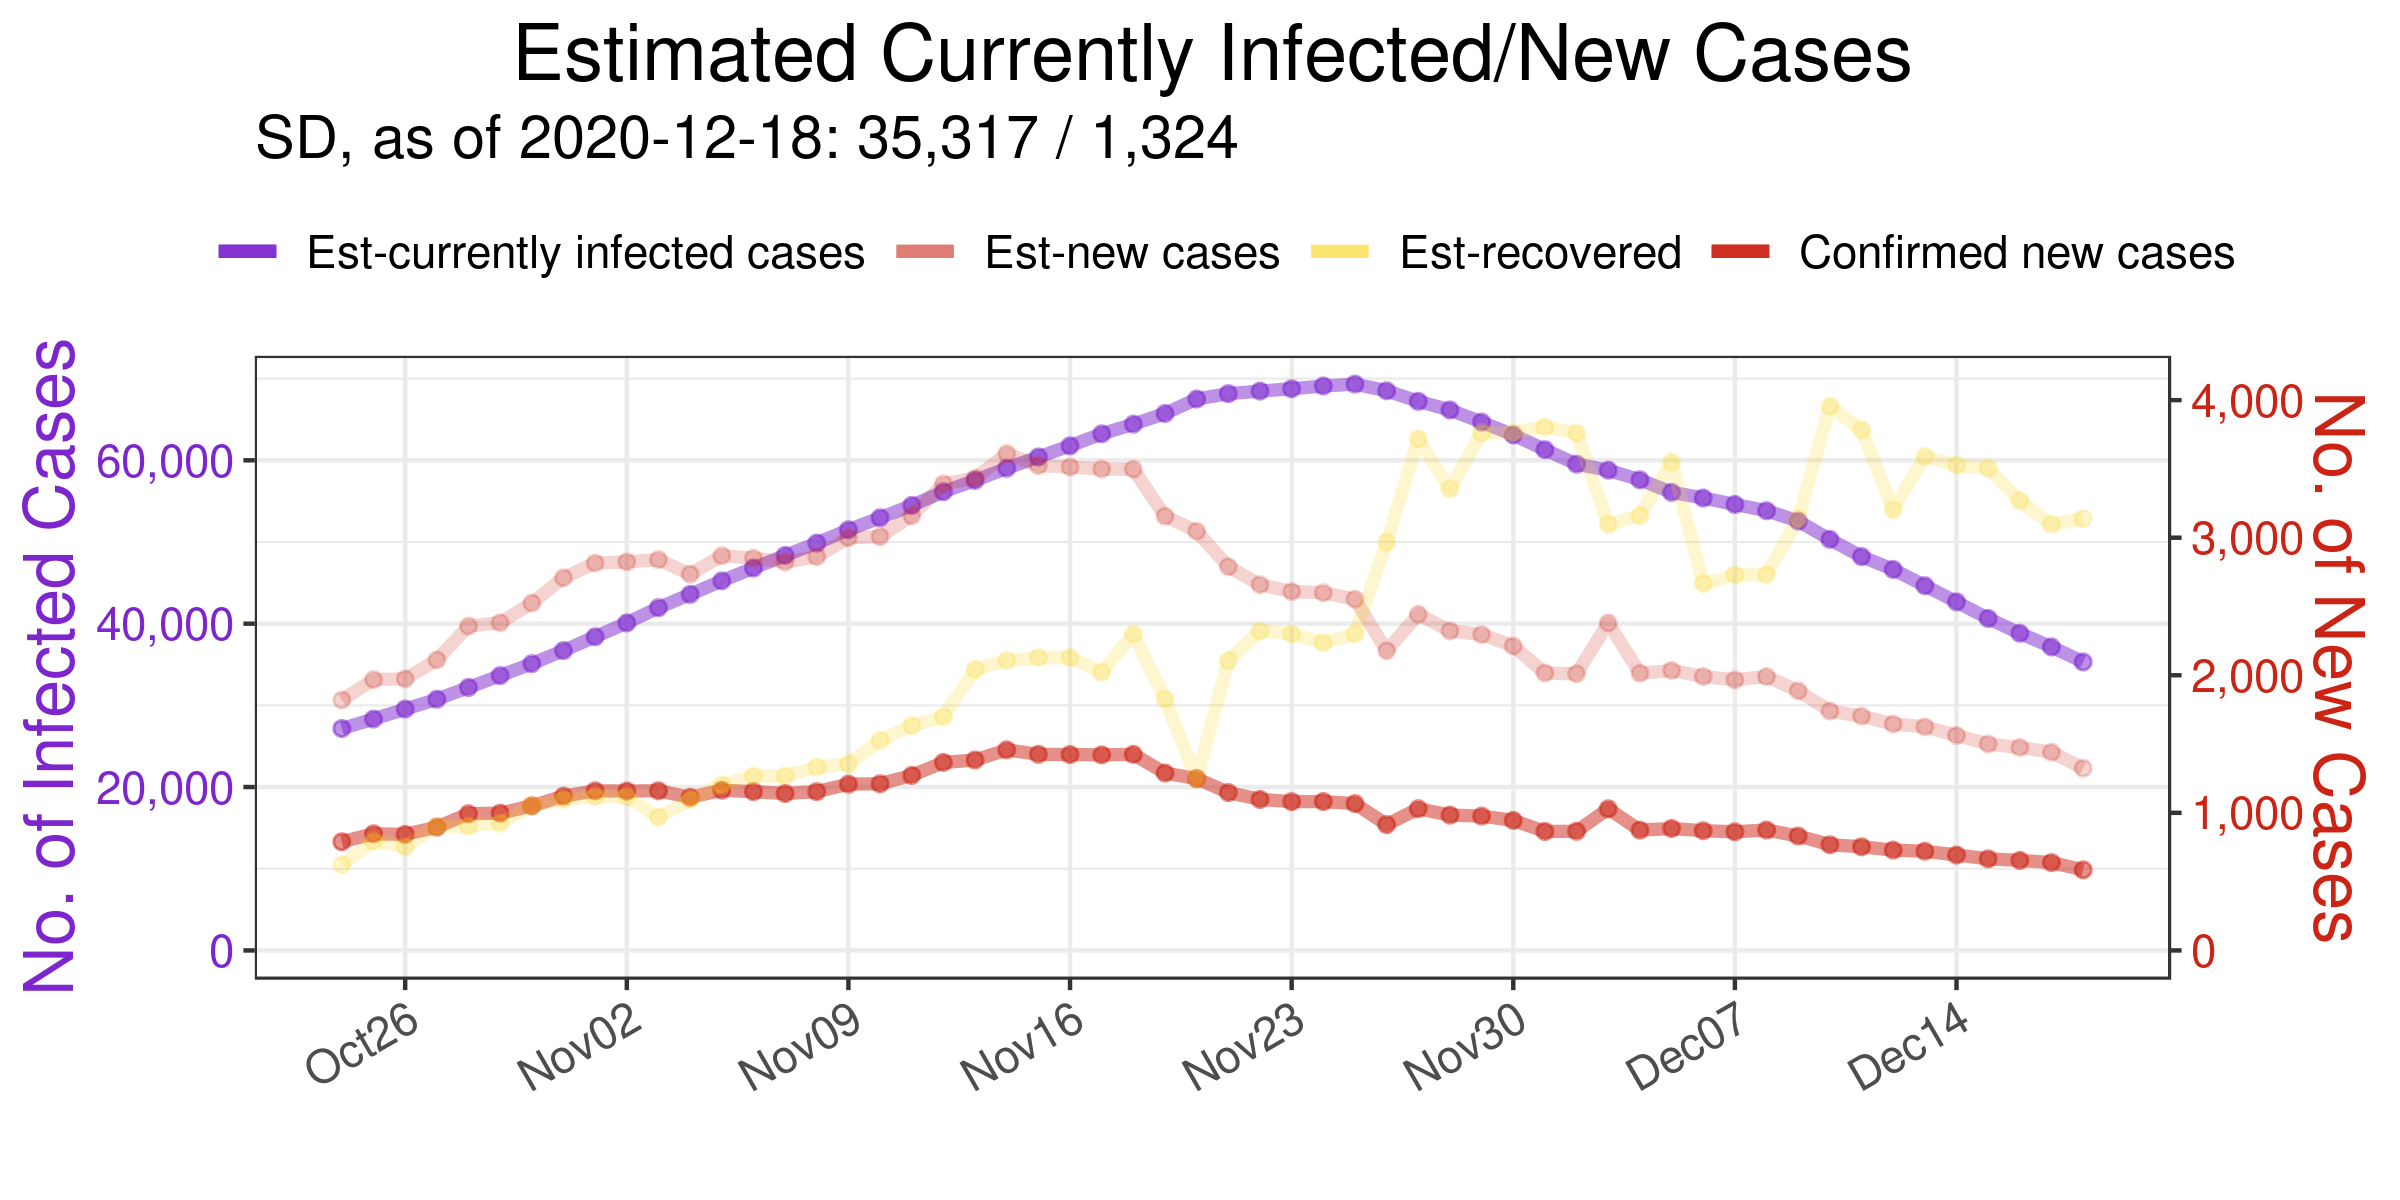 Estimated Currently Infected/New Cases
SD, as of 2020-12-18: 35,317 / 1,324
Est-currently infected cases Est-new cases Est-recovered Confirmed new cases
No. of Infected Cases
60,000
40,000
20,000
0
4,000
3,000
2,000
1,000
0
No. of New Cases
Oct26 Nov02 Nov09 Nov16 Nov23 Nov30 Dec07 Dec14